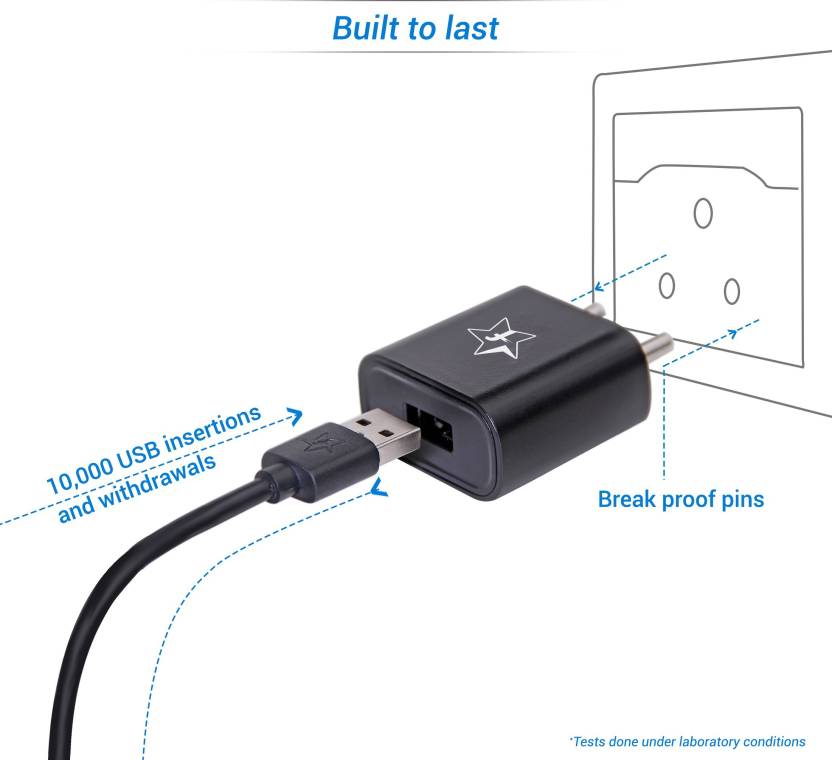 Built to last
10,000 USB insertions
and withdrawals
Break proof pins
*Tests done under laboratory conditions